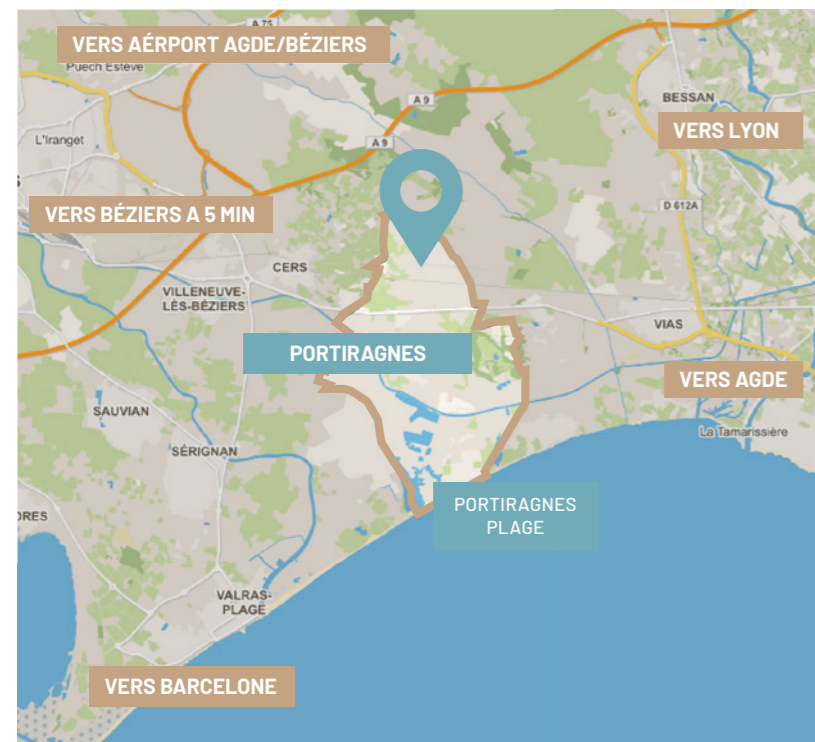 A 75
VERS AÉRPORT AGDE/BÉZIERS
Puech Estève
A 9
BESSAN
VERS LYON
L'Iranget
A 9
D 612A
VERS BÉZIERS A 5 MIN
CERS
VILLENEUVE-
LÈS-BÉZIERS
VIAS
PORTIRAGNES
VERS AGDE
SAUVIAN
La Tamarissière
SÉRIGNAN
PORTIRAGNES
PLAGE
VALRAS-
PLAGE
VERS BARCELONE